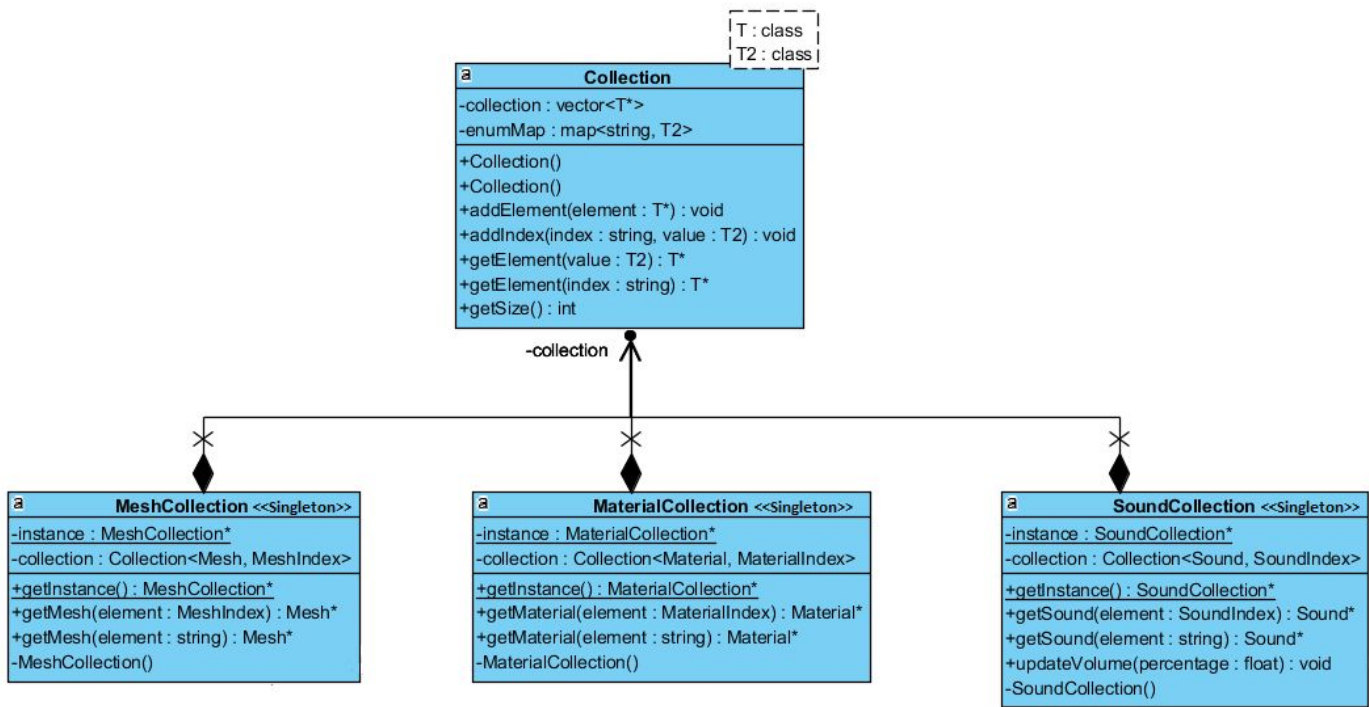 T : class
T2 : class
a Collection
-collection : vector<T*>
-enumMap : map<string, T2>
+Collection()
+Collection()
+addElement(element : T*) : void
+addIndex(index : string, value : T2) : void
+getElement(value : T2) : T*
+getElement(index : string) : T*
+getSize() : int
-collection
a MeshCollection <<Singleton>>
-instance : MeshCollection*
-collection : Collection<Mesh, MeshIndex>
+getInstance() : MeshCollection*
+getMesh(element : MeshIndex) : Mesh*
+getMesh(element : string) : Mesh*
-MeshCollection()
a MaterialCollection <<Singleton>>
-instance : MaterialCollection*
-collection : Collection<Material, MaterialIndex>
+getInstance() : MaterialCollection*
+getMaterial(element : MaterialIndex) : Material*
+getMaterial(element : string) : Material*
-MaterialCollection()
a SoundCollection <<Singleton>>
-instance : SoundCollection*
-collection : Collection<Sound, SoundIndex>
+getInstance() : SoundCollection*
+getSound(element : SoundIndex) : Sound*
+getSound(element : string) : Sound*
+updateVolume(percentage : float) : void
-SoundCollection()